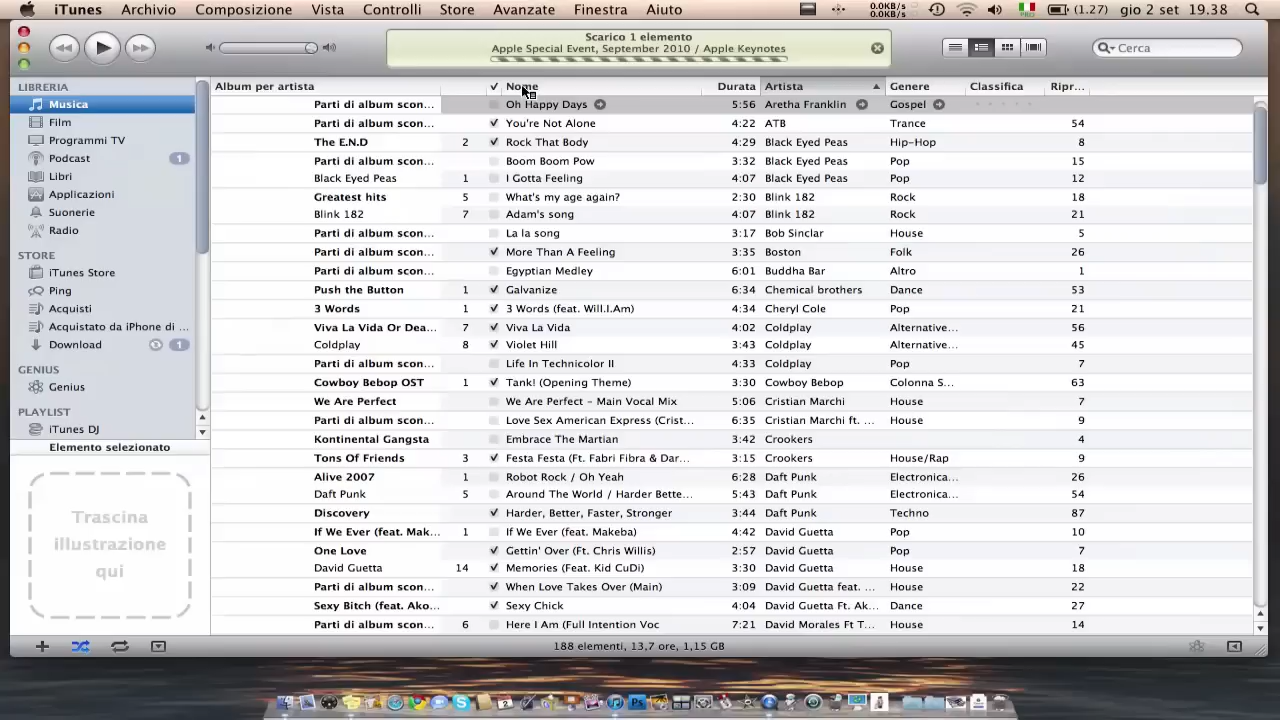 iTunes Archivio Composizione Vista Controlli Store Avanzate Finestra Aiuto 0.0KB/s 0.0KB/s (1.27) gio 2 set 19.38
Scarico 1 elemento
Apple Special Event, September 2010 / Apple Keynotes
Cerca
LIBRERIA
Musica
Film
Programmi TV
Podcast 1
Libri
Applicazioni
Suonerie
Radio
STORE
iTunes Store
Ping
Acquisti
Acquistato da iPhone di ...
Download 1
GENIUS
Genius
PLAYLIST
iTunes DJ
Elemento selezionato
Trascina
illustrazione
qui
Album per artista Nome Durata Artista Genere Classifica Ripr...
Parti di album scon... Oh Happy Days 5:56 Aretha Franklin Gospel
Parti di album scon... You're Not Alone 4:22 ATB Trance 54
The E.N.D 2 Rock That Body 4:29 Black Eyed Peas Hip-Hop 8
Parti di album scon... Boom Boom Pow 3:32 Black Eyed Peas Pop 15
Black Eyed Peas 1 I Gotta Feeling 4:07 Black Eyed Peas Pop 12
Greatest hits 5 What's my age again? 2:30 Blink 182 Rock 18
Blink 182 7 Adam's song 4:07 Blink 182 Rock 21
Parti di album scon... La la song 3:17 Bob Sinclar House 5
Parti di album scon... More Than A Feeling 3:35 Boston Folk 26
Parti di album scon... Egyptian Medley 6:01 Buddha Bar Altro 1
Push the Button 1 Galvanize 6:34 Chemical brothers Dance 53
3 Words 1 3 Words (feat. Will.I.Am) 4:34 Cheryl Cole Pop 21
Viva La Vida Or Dea... 7 Viva La Vida 4:02 Coldplay Alternative... 56
Coldplay 8 Violet Hill 3:43 Coldplay Alternative... 45
Parti di album scon... Life In Technicolor II 4:33 Coldplay Pop 7
Cowboy Bebop OST 1 Tank! (Opening Theme) 3:30 Cowboy Bebop Colonna S... 63
We Are Perfect We Are Perfect - Main Vocal Mix 5:06 Cristian Marchi House 7
Parti di album scon... Love Sex American Express (Crist... 6:35 Cristian Marchi ft. ... House 9
Kontinental Gangsta Embrace The Martian 3:42 Crookers 4
Tons Of Friends 3 Festa Festa (Ft. Fabri Fibra & Dar... 3:15 Crookers House/Rap 9
Alive 2007 1 Robot Rock / Oh Yeah 6:28 Daft Punk Electronica... 26
Daft Punk 5 Around The World / Harder Bette... 5:43 Daft Punk Electronica... 54
Discovery Harder, Better, Faster, Stronger 3:44 Daft Punk Techno 87
If We Ever (feat. Mak... 1 If We Ever (feat. Makeba) 4:42 David Guetta Pop 10
One Love Gettin' Over (Ft. Chris Willis) 2:57 David Guetta Pop 7
David Guetta 14 Memories (Feat. Kid CuDi) 3:30 David Guetta House 18
Parti di album scon... When Love Takes Over (Main) 3:09 David Guetta feat. ... House 22
Sexy Bitch (feat. Ako... Sexy Chick 4:04 David Guetta Ft. Ak... Dance 27
Parti di album scon... 6 Here I Am (Full Intention Voc 7:21 David Morales Ft T... House 14
188 elementi, 13,7 ore, 1,15 GB